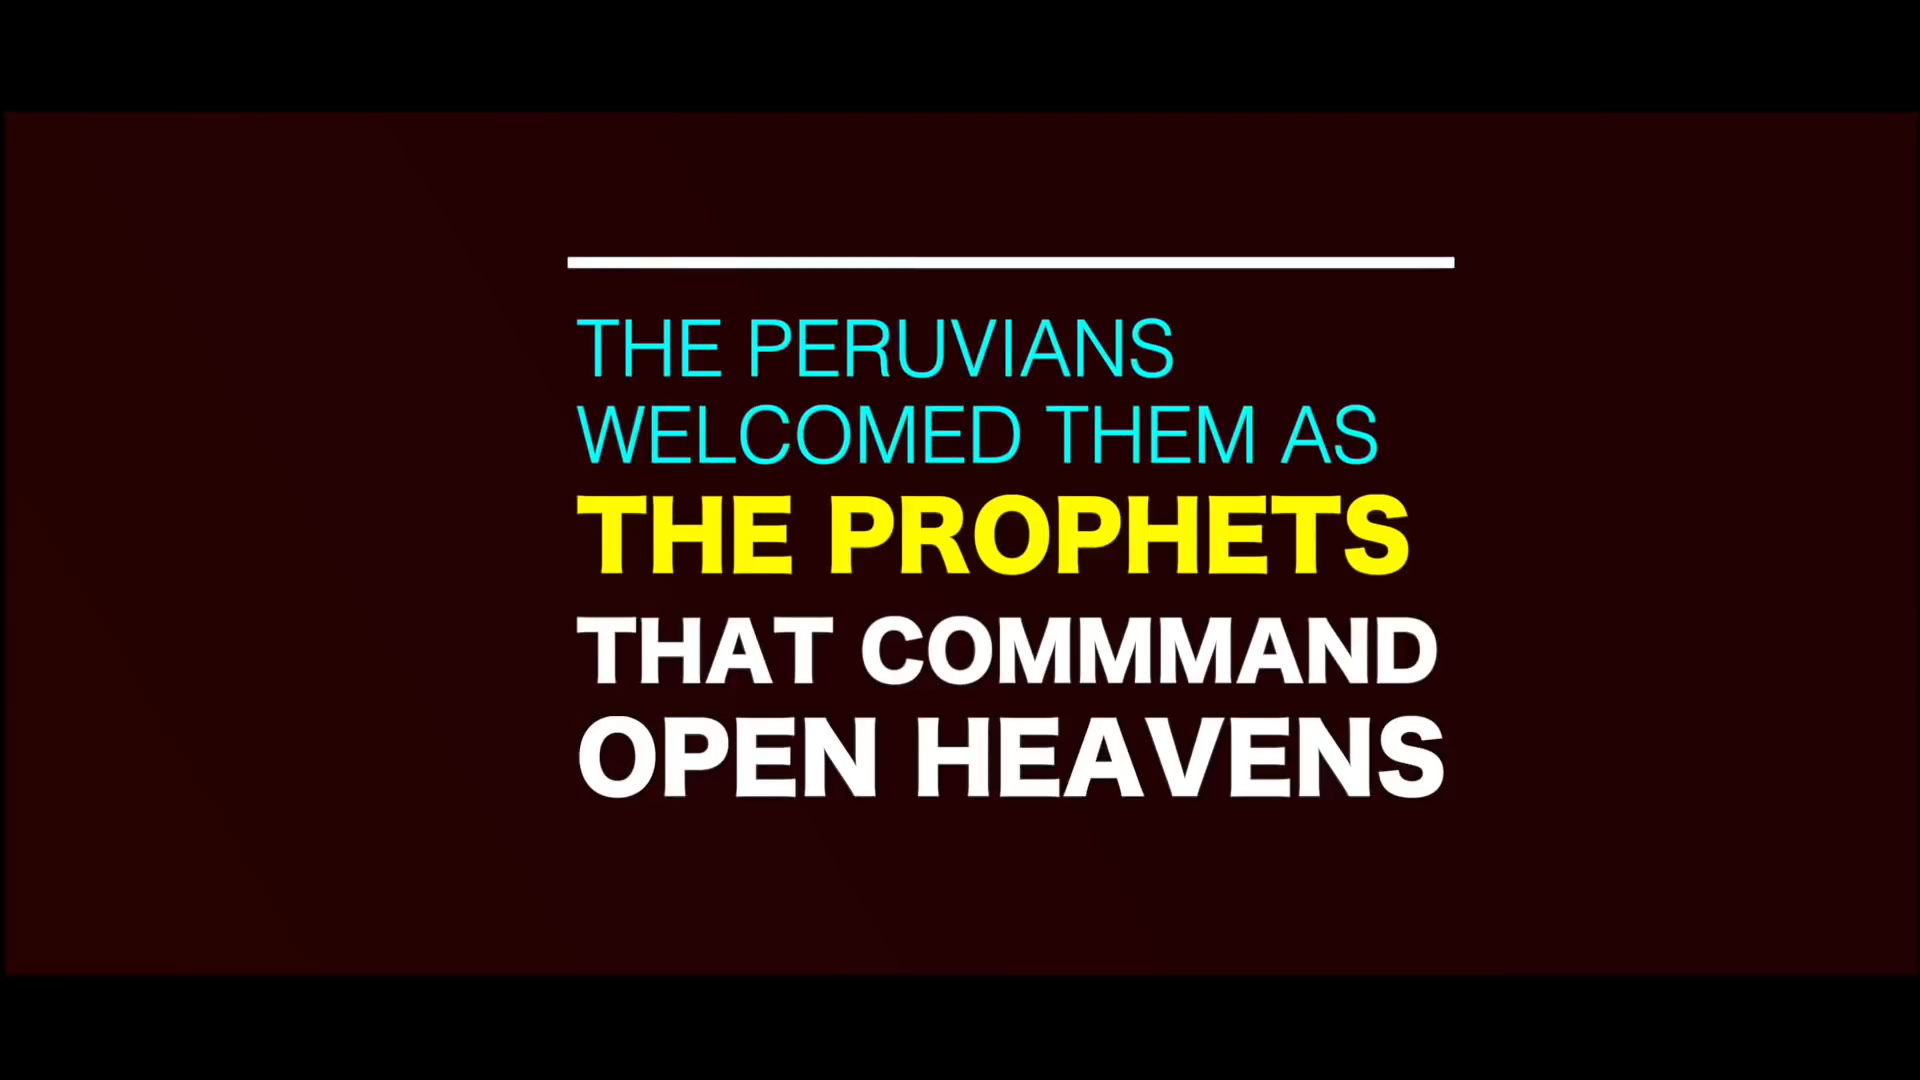 THE PERUVIANS
WELCOMED THEM AS
THE PROPHETS
THAT COMMMAND
OPEN HEAVENS